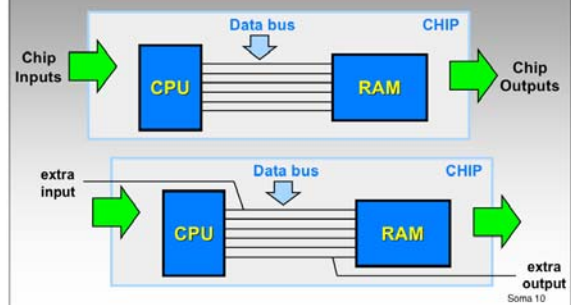 Data bus
CHIP
Chip
Inputs
CPU
RAM
Chip
Outputs
extra
input
Data bus
CHIP
CPU
RAM
extra
output
Soma 10